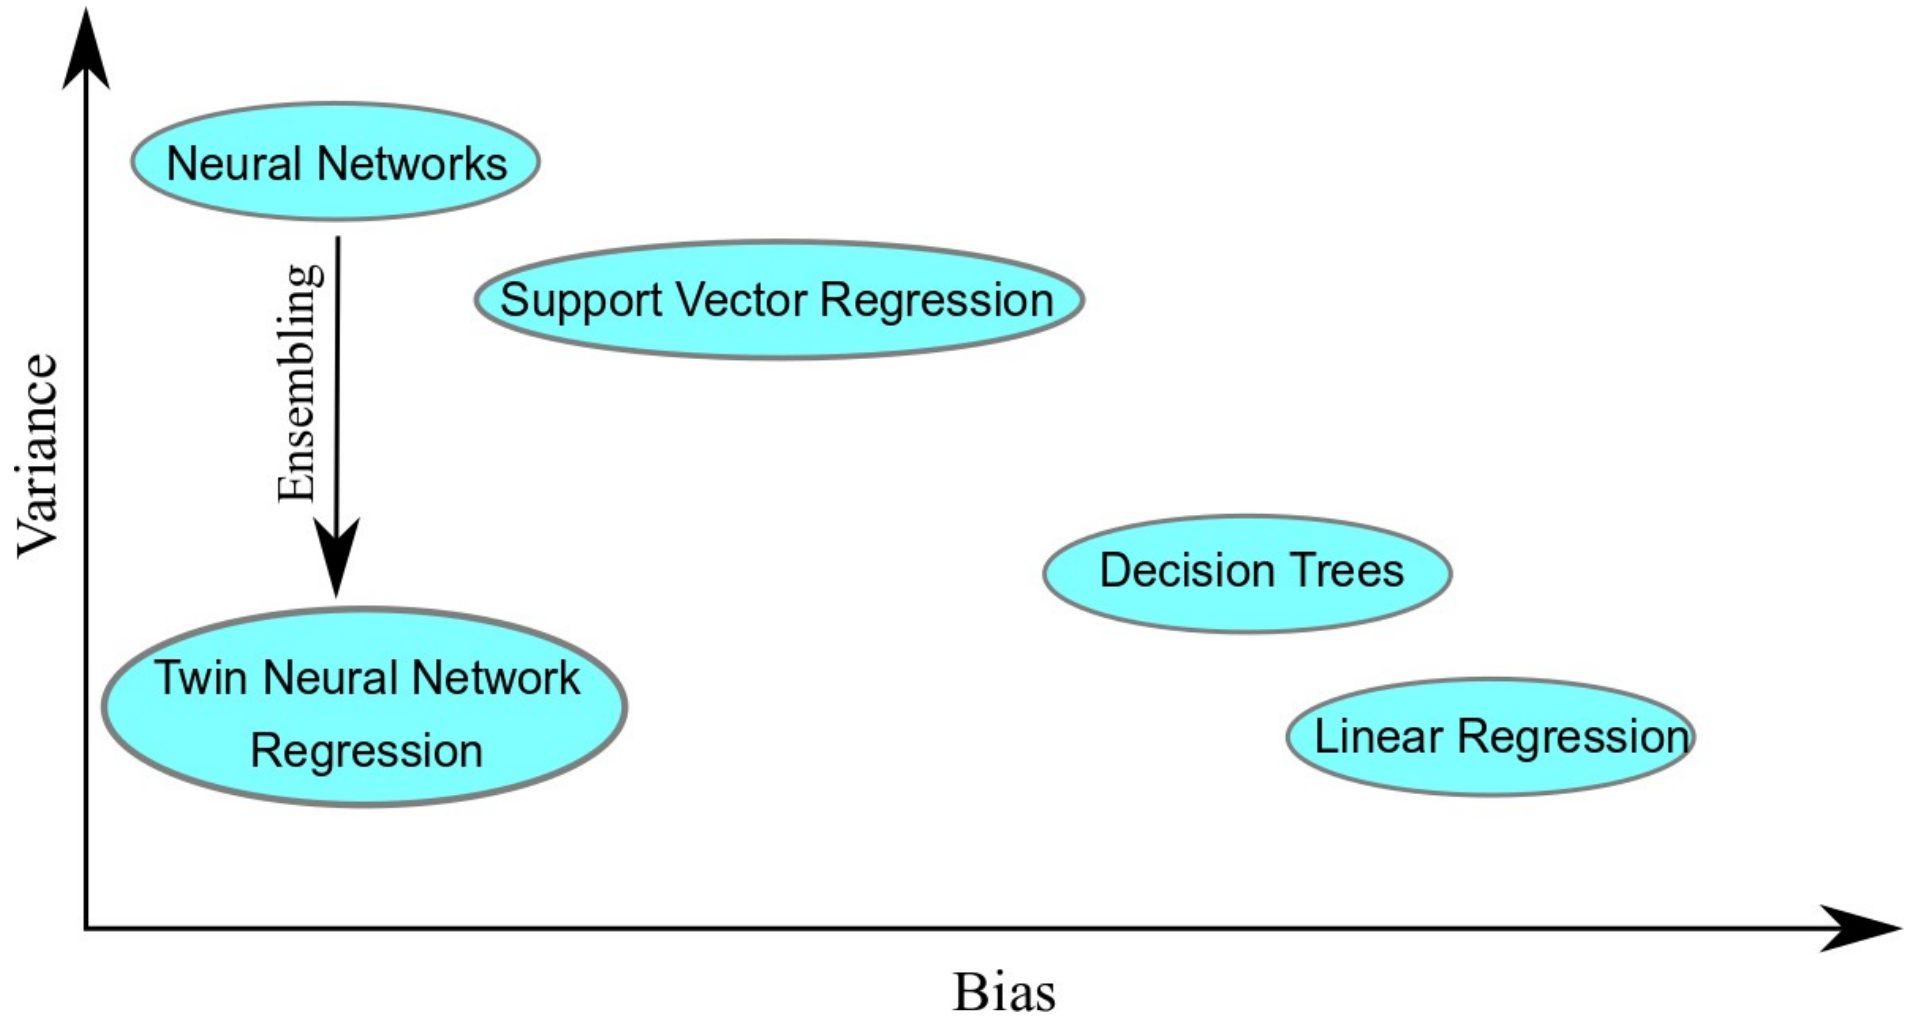 Neural Networks
Support Vector Regression
Ensembling
Variance
Decision Trees
Twin Neural Network
Regression
Linear Regression
Bias